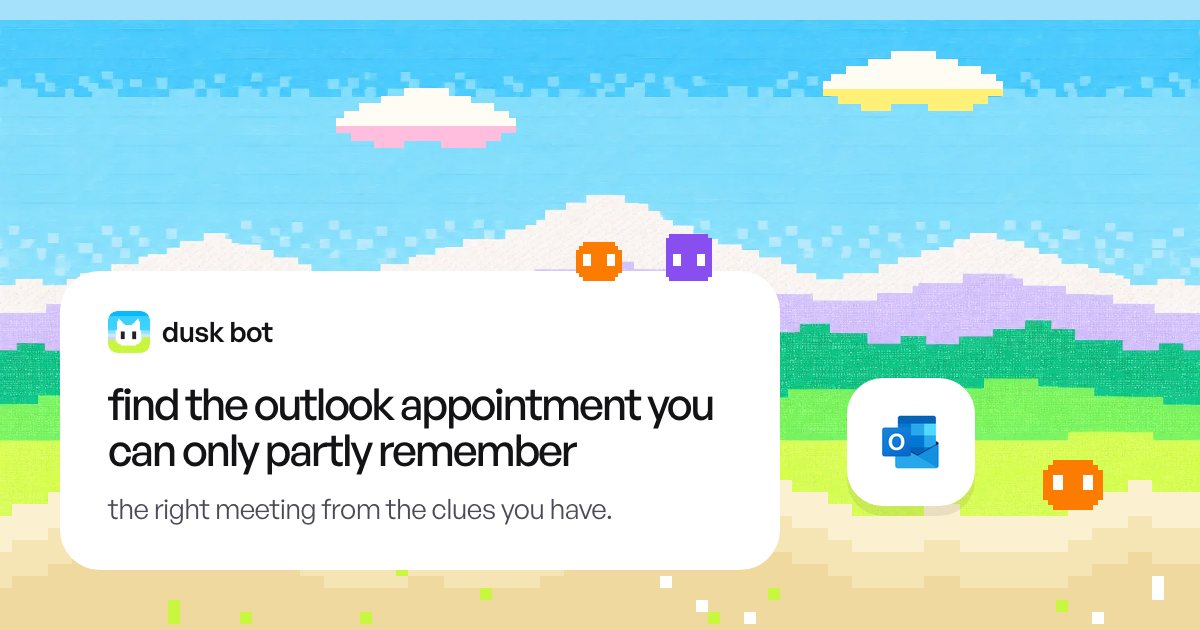 dusk bot
find the outlook appointment you
can only partly remember
the right meeting from the clues you have.
O